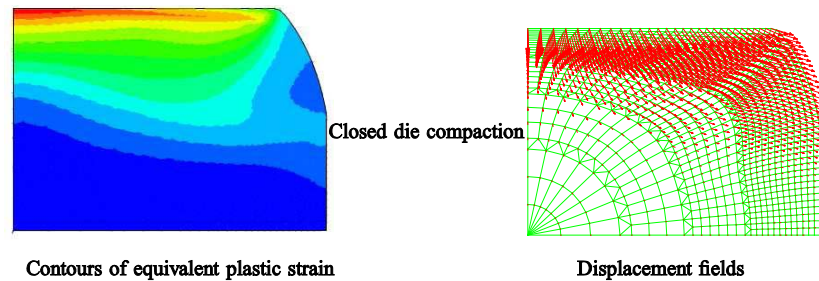 Closed die compaction
Contours of equivalent plastic strain
Displacement fields